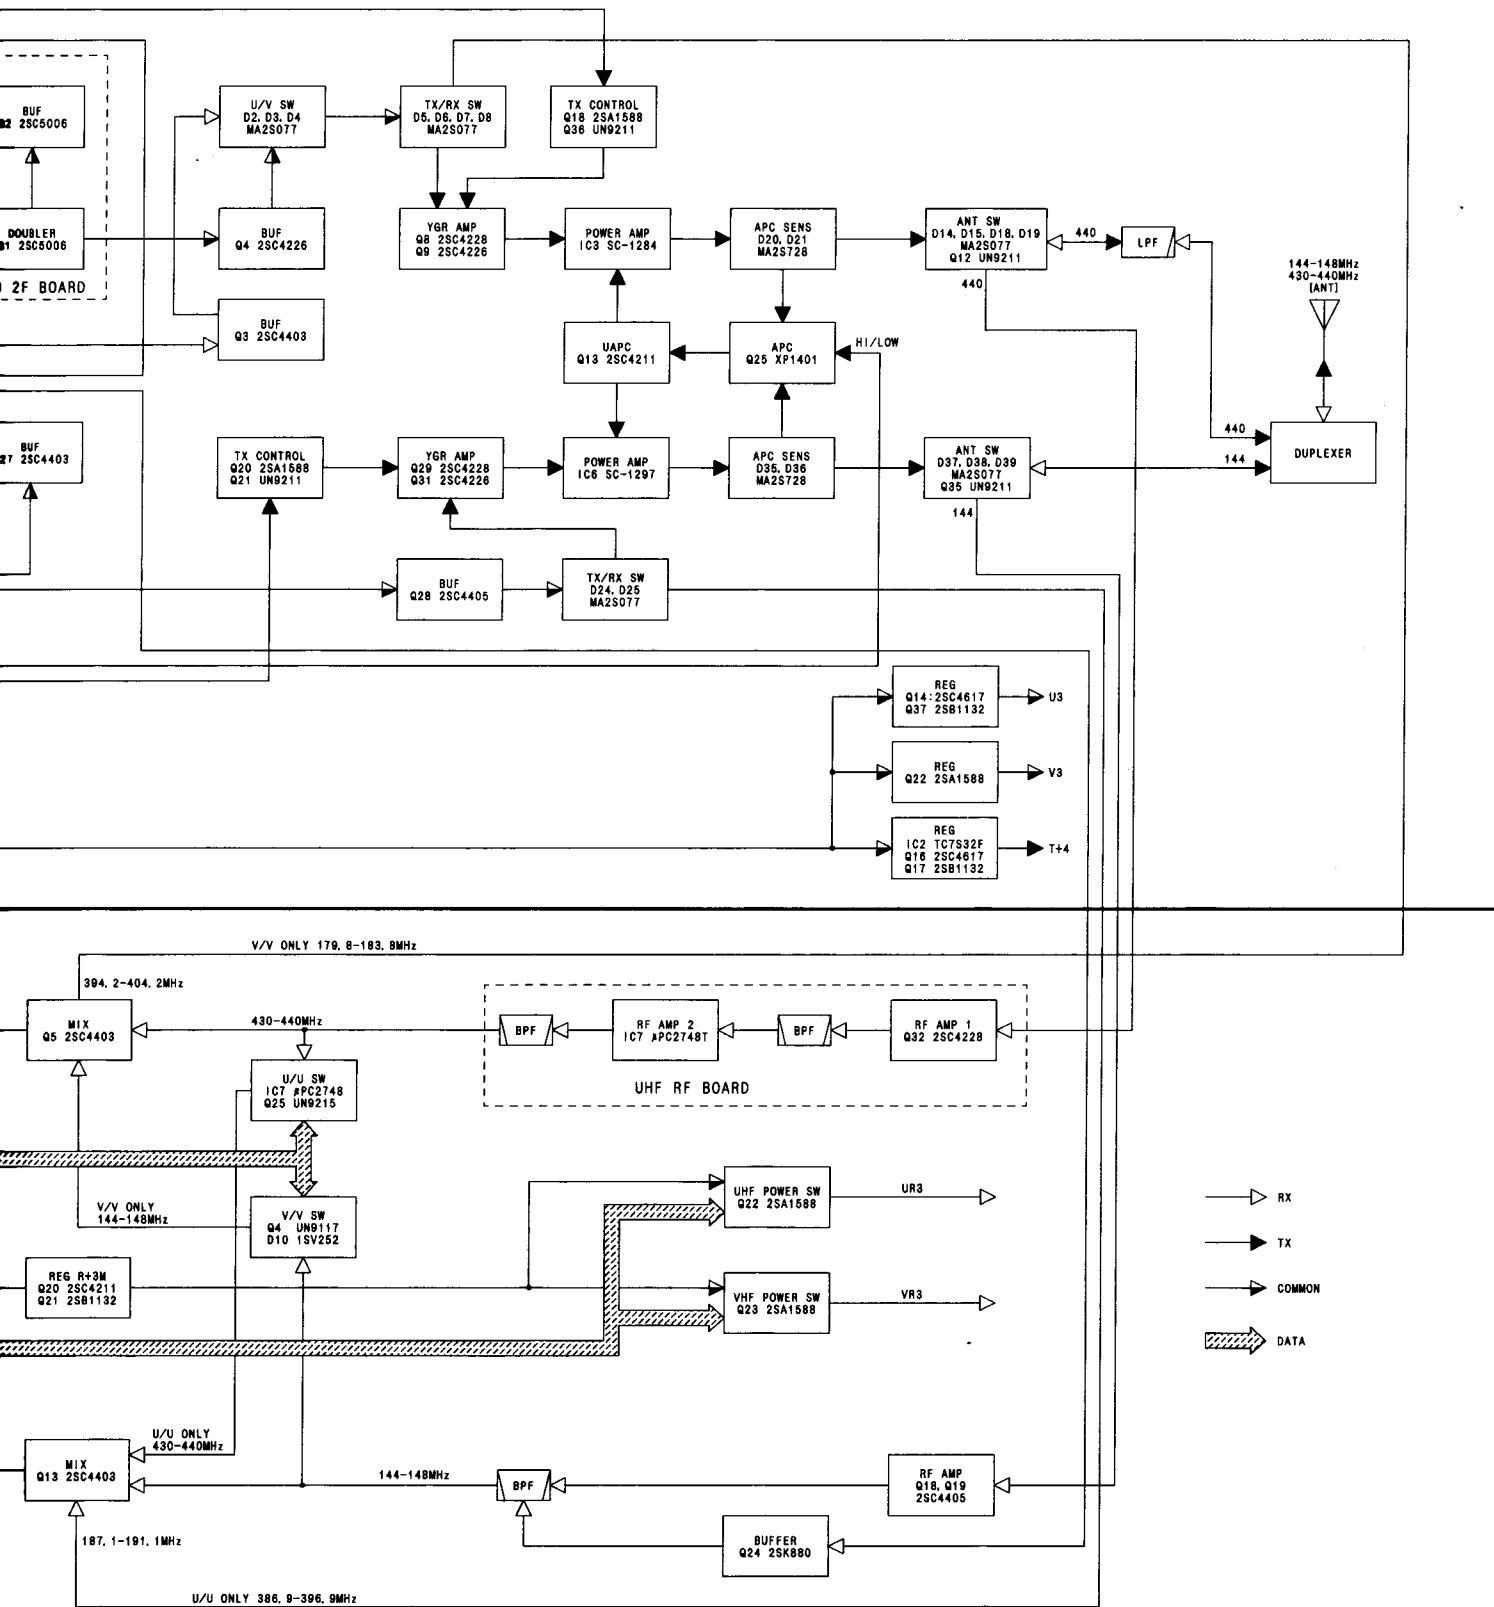 BUF
2SC5006
U/V SW
D2, D3, D4
MA2S077
TX/RX SW
D5, D6, D7, D8
MA2S077
TX CONTROL
Q18 2SA1588
Q36 UN9211
DOUBLER
2SC5006
BUF
Q4 2SC4226
YGR AMP
Q8 2SC4228
Q9 2SC4226
POWER AMP
IC3 SC-1284
APC SENS
D20, D21
MA2S728
ANT SW
D14, D15, D18, D19
MA2S077
Q12 UN9211
440
LPF
144-148MHz
430-440MHz
[ANT]
2F BOARD
440
BUF
Q3 2SC4403
UAPC
Q13 2SC4211
APC
Q25 XP1401
HI/LOW
BUF
27 2SC4403
TX CONTROL
Q20 2SA1588
Q21 UN9211
YGR AMP
Q29 2SC4228
Q31 2SC4226
POWER AMP
IC6 SC-1297
APC SENS
D35, D36
MA2S728
ANT SW
D37, D38, D39
MA2S077
Q35 UN9211
440
144
DUPLEXER
144
BUF
Q28 2SC4405
TX/RX SW
D24, D25
MA2S077
REG
Q14:2SC4617
Q37 2SB1132
U3
REG
Q22 2SA1588
V3
REG
IC2 TC7S32F
Q16 2SC4617
Q17 2SB1132
T+4
V/V ONLY 179.8-183.8MHz
394.2-404.2MHz
MIX
Q5 2SC4403
430-440MHz
BPF
RF AMP 2
IC7 μPC2748T
BPF
RF AMP 1
Q32 2SC4228
U/U SW
IC7 μPC2748
Q25 UN9215
UHF RF BOARD
V/V ONLY
144-148MHz
V/V SW
Q4 UN9117
D10 1SV252
UHF POWER SW
Q22 2SA1588
UR3
RX
TX
REG R+3M
Q20 2SC4211
Q21 2SB1132
VHF POWER SW
Q23 2SA1588
VR3
COMMON
DATA
U/U ONLY
430-440MHz
MIX
Q13 2SC4403
144-148MHz
BPF
RF AMP
Q18, Q19
2SC4405
187.1-191.1MHz
BUFFER
Q24 2SK880
U/U ONLY 386.9-396.9MHz